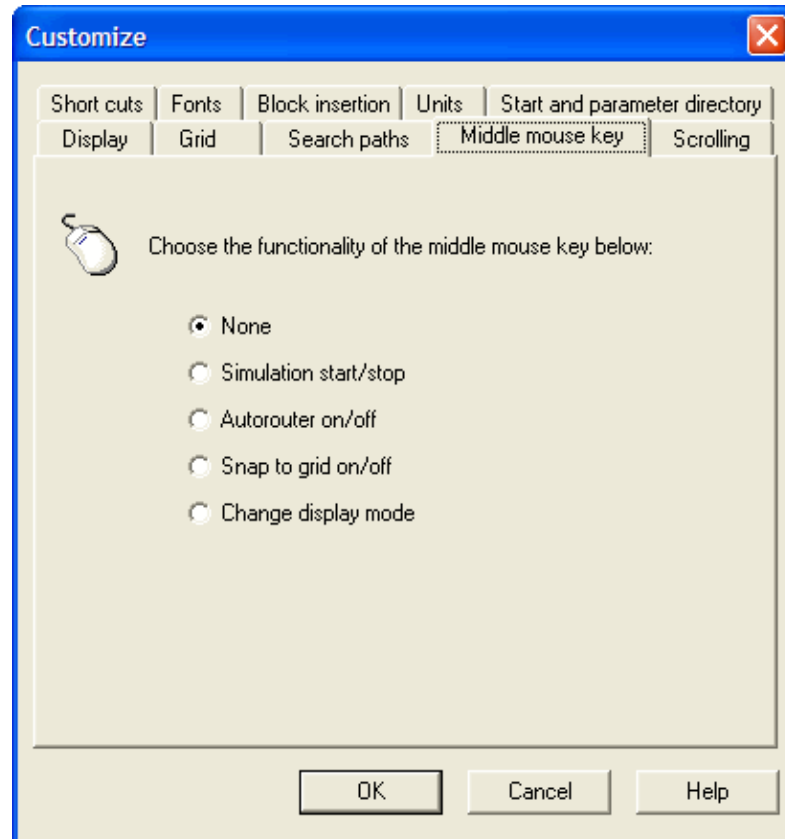 Customize
Short cuts Fonts Block insertion Units Start and parameter directory
Display Grid Search paths Middle mouse key Scrolling
Choose the functionality of the middle mouse key below:
None
Simulation start/stop
Autorouter on/off
Snap to grid on/off
Change display mode
OK Cancel Help